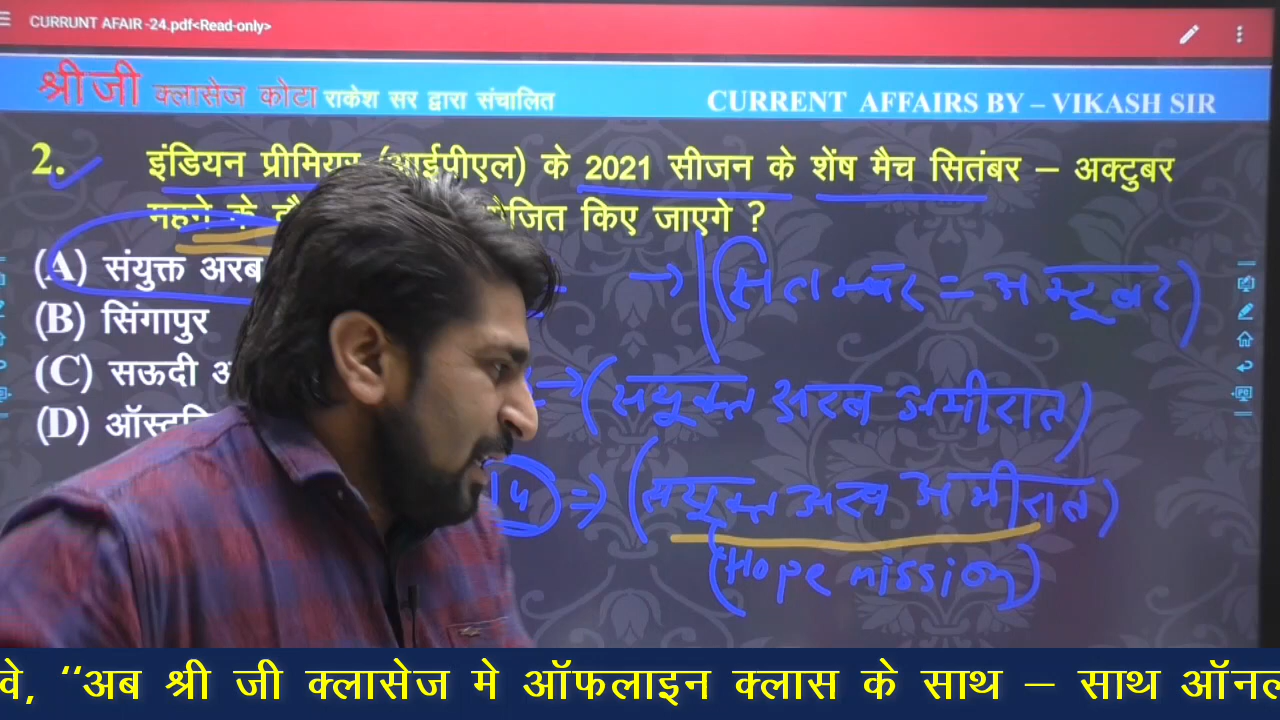 CURRUNT AFAIR -24.pdf<Read-only>
श्री जी क्लासेज कोटा राकेश सर द्वारा संचालित CURRENT AFFAIRS BY – VIKASH SIR
2. इंडियन प्रीमियर (आईपीएल) के 2021 सीजन के शेंष मैच सितंबर – अक्टुबर
महने के किए जाएगे ?
(A) संयुक्त अरब
(सितम्बर = अक्टूबर)
(B) सिंगापुर
(C) सऊदी अ
(संयुक्त अरब अमीरात)
(D)
(संयुक्त अरब अमीरात)
(Hope mission)
वे, ‘‘अब श्री जी क्लासेज मे ऑफलाइन क्लास के साथ – साथ ऑनल